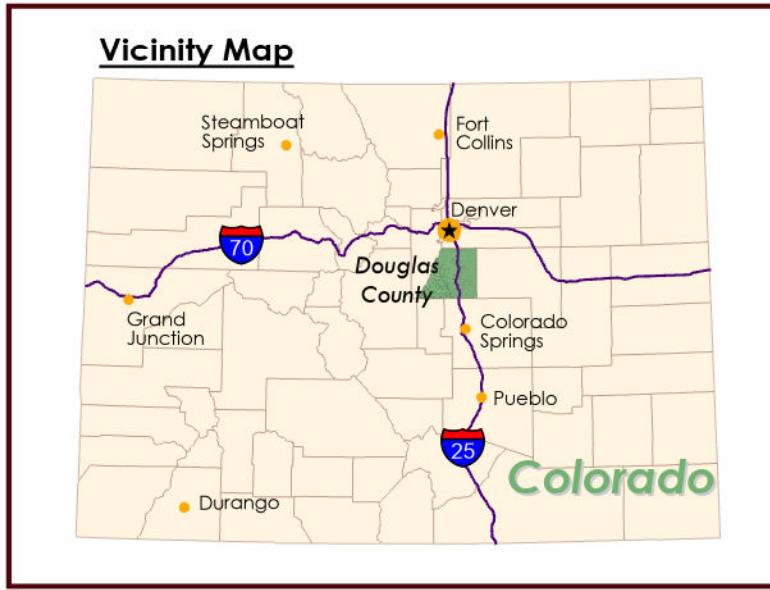 Vicinity Map
Steamboat
Springs
Fort
Collins
Denver
70
Douglas
County
Grand
Junction
Colorado
Springs
Pueblo
25
Colorado
Durango